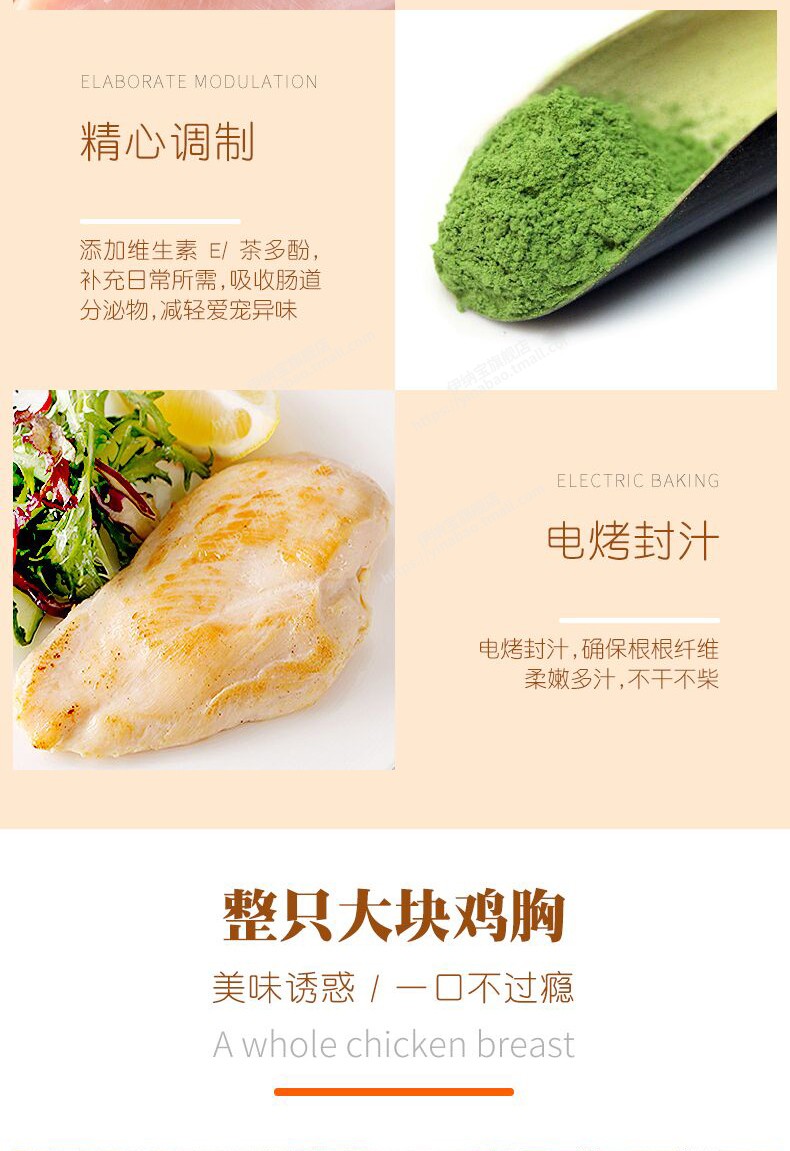 ELABORATE MODULATION
精心调制
添加维生素 E/ 茶多酚,
补充日常所需,吸收肠道
分泌物,减轻爱宠异味
ELECTRIC BAKING
电烤封汁
电烤封汁,确保根根纤维
柔嫩多汁,不干不柴
整只大块鸡胸
美味诱惑 / 一口不过瘾
A whole chicken breast